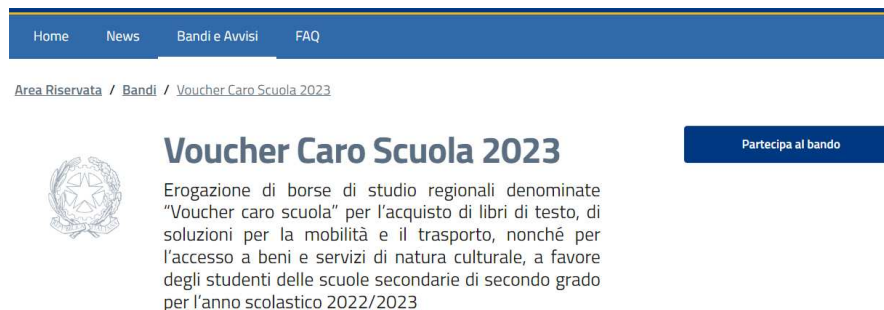 Home News Bandi e Avvisi FAQ
Area Riservata / Bandi / Voucher Caro Scuola 2023
Voucher Caro Scuola 2023
Partecipa al bando
Erogazione di borse di studio regionali denominate
“Voucher caro scuola” per l’acquisto di libri di testo, di
soluzioni per la mobilità e il trasporto, nonché per
l’accesso a beni e servizi di natura culturale, a favore
degli studenti delle scuole secondarie di secondo grado
per l’anno scolastico 2022/2023